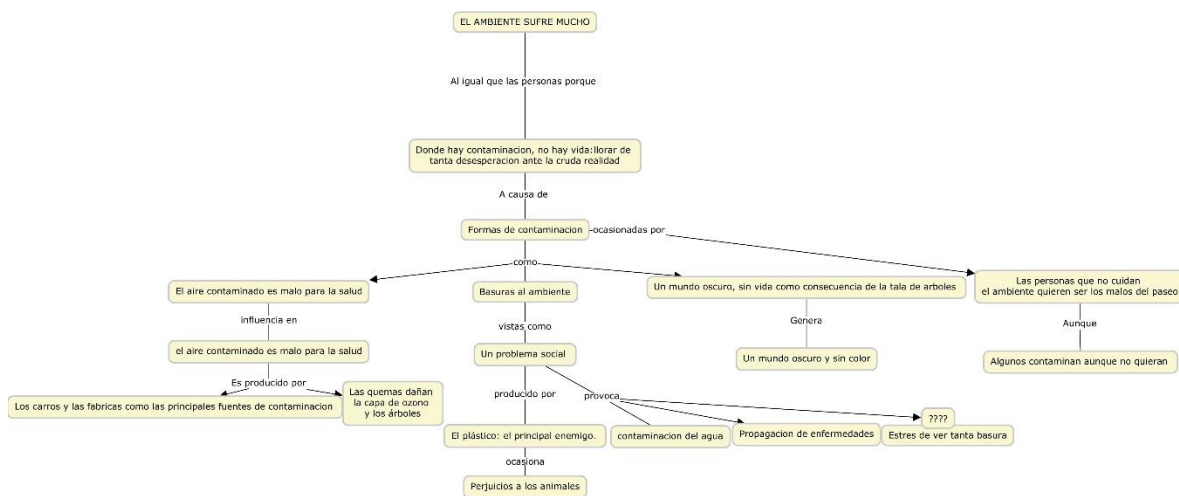 EL AMBIENTE SUFRE MUCHO
Al igual que las personas porque
Donde hay contaminacion, no hay vida:llorar de
tanta desesperacion ante la cruda realidad
A causa de
Formas de contaminacion
ocasionadas por
como
El aire contaminado es malo para la salud
Basuras al ambiente
Un mundo oscuro, sin vida como consecuencia de la tala de arboles
Las personas que no cuidan
el ambiente quieren ser los malos del paseo
influencia en
vistas como
Genera
Aunque
el aire contaminado es malo para la salud
Un problema social
Un mundo oscuro y sin color
Algunos contaminan aunque no quieran
Es producido por
producido por
provoca
Los carros y las fabricas como las principales fuentes de contaminacion
Las quemas dañan
la capa de ozono
y los árboles
El plástico: el principal enemigo.
contaminacion del agua
Propagacion de enfermedades
????
Estres de ver tanta basura
ocasiona
Perjuicios a los animales